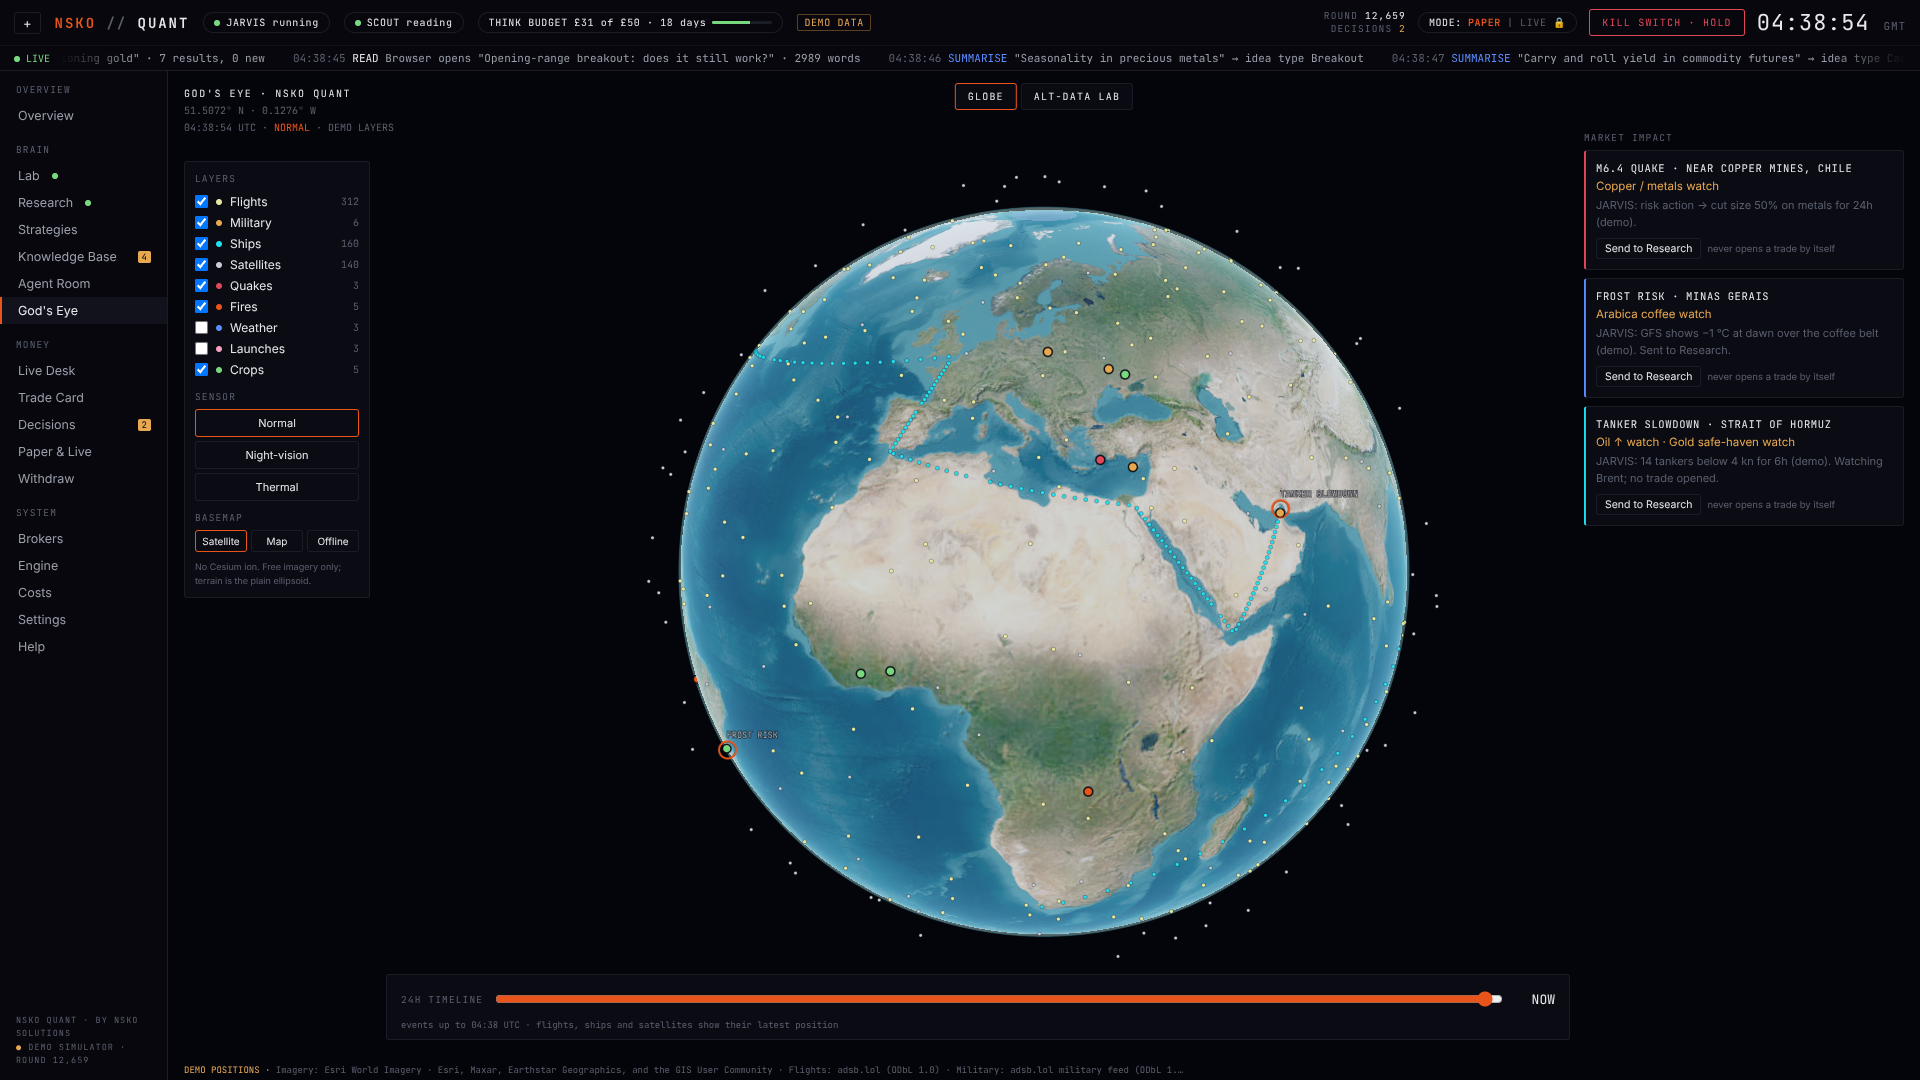 + NSKO // QUANT JARVIS running SCOUT reading THINK BUDGET £31 of £50 · 18 days DEMO DATA ROUND 12,659 DECISIONS 2 MODE: PAPER | LIVE KILL SWITCH · HOLD 04:38:54 GMT
LIVE oning gold" · 7 results, 0 new 04:38:45 READ Browser opens "Opening-range breakout: does it still work?" · 2989 words 04:38:46 SUMMARISE "Seasonality in precious metals" → idea type Breakout 04:38:47 SUMMARISE "Carry and roll yield in commodity futures" → idea type
OVERVIEW
Overview
BRAIN
Lab
Research
Strategies
Knowledge Base 4
Agent Room
God's Eye
MONEY
Live Desk
Trade Card
Decisions 2
Paper & Live
Withdraw
SYSTEM
Brokers
Engine
Costs
Settings
Help
NSKO QUANT · BY NSKO
SOLUTIONS
DEMO SIMULATOR ·
ROUND 12,659
GOD'S EYE · NSKO QUANT
51.5072° N · 0.1276° W
04:38:54 UTC · NORMAL · DEMO LAYERS
GLOBE ALT-DATA LAB
LAYERS
Flights 312
Military 6
Ships 160
Satellites 140
Quakes 3
Fires 5
Weather 3
Launches 3
Crops 5
SENSOR
Normal
Night-vision
Thermal
BASEMAP
Satellite Map Offline
No Cesium ion. Free imagery only;
terrain is the plain ellipsoid.
TANKER SLOWDOWN
FROST RISK
MARKET IMPACT
M6.4 QUAKE · NEAR COPPER MINES, CHILE
Copper / metals watch
JARVIS: risk action → cut size 50% on metals for 24h
(demo).
Send to Research never opens a trade by itself
FROST RISK · MINAS GERAIS
Arabica coffee watch
JARVIS: GFS shows −1 °C at dawn over the coffee belt
(demo). Sent to Research.
Send to Research never opens a trade by itself
TANKER SLOWDOWN · STRAIT OF HORMUZ
Oil ↑ watch · Gold safe-haven watch
JARVIS: 14 tankers below 4 kn for 6h (demo). Watching
Brent; no trade opened.
Send to Research never opens a trade by itself
24H TIMELINE NOW
events up to 04:38 UTC · flights, ships and satellites show their latest position
DEMO POSITIONS · Imagery: Esri World Imagery · Esri, Maxar, Earthstar Geographics, and the GIS User Community · Flights: adsb.lol (ODbL 1.0) · Military: adsb.lol military feed (ODbL 1.…